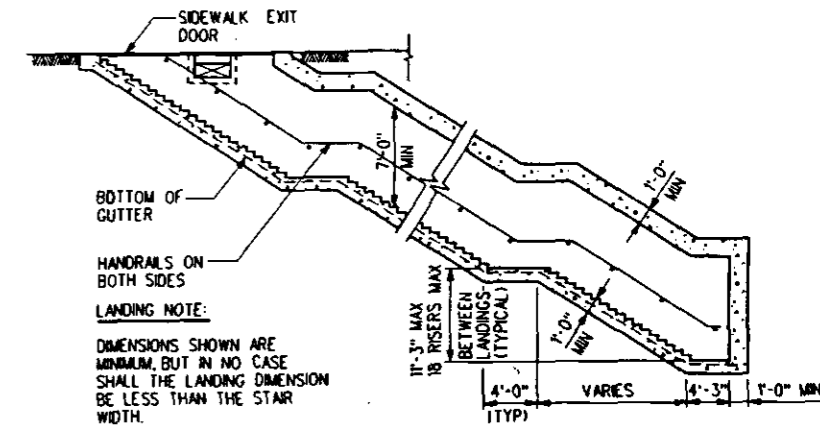 SIDEWALK EXIT
DOOR
7'-0"
MIN
1'-0"
MIN
BOTTOM OF
GUTTER
HANDRAILS ON
BOTH SIDES
LANDING NOTE:
DIMENSIONS SHOWN ARE
MINIMUM, BUT IN NO CASE
SHALL THE LANDING DIMENSION
BE LESS THAN THE STAIR
WIDTH.
11'-3" MAX
18 RISERS MAX
BETWEEN
LANDINGS
(TYPICAL)
1'-0"
MIN
4'-0"
(TYP)
VARIES
4'-3"
1'-0" MIN